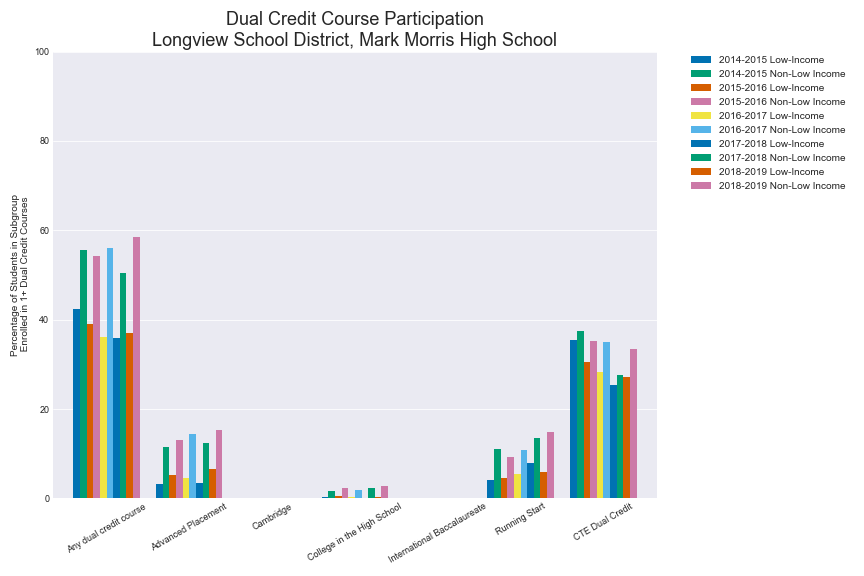 Dual Credit Course Participation
Longview School District, Mark Morris High School
2014-2015 Low-Income
2014-2015 Non-Low Income
2015-2016 Low-Income
2015-2016 Non-Low Income
2016-2017 Low-Income
2016-2017 Non-Low Income
2017-2018 Low-Income
2017-2018 Non-Low Income
2018-2019 Low-Income
2018-2019 Non-Low Income
Percentage of Students in Subgroup
Enrolled in 1+ Dual Credit Courses
100
80
60
40
20
0
Any dual credit course
Advanced Placement
Cambridge
College in the High School
International Baccalaureate
Running Start
CTE Dual Credit